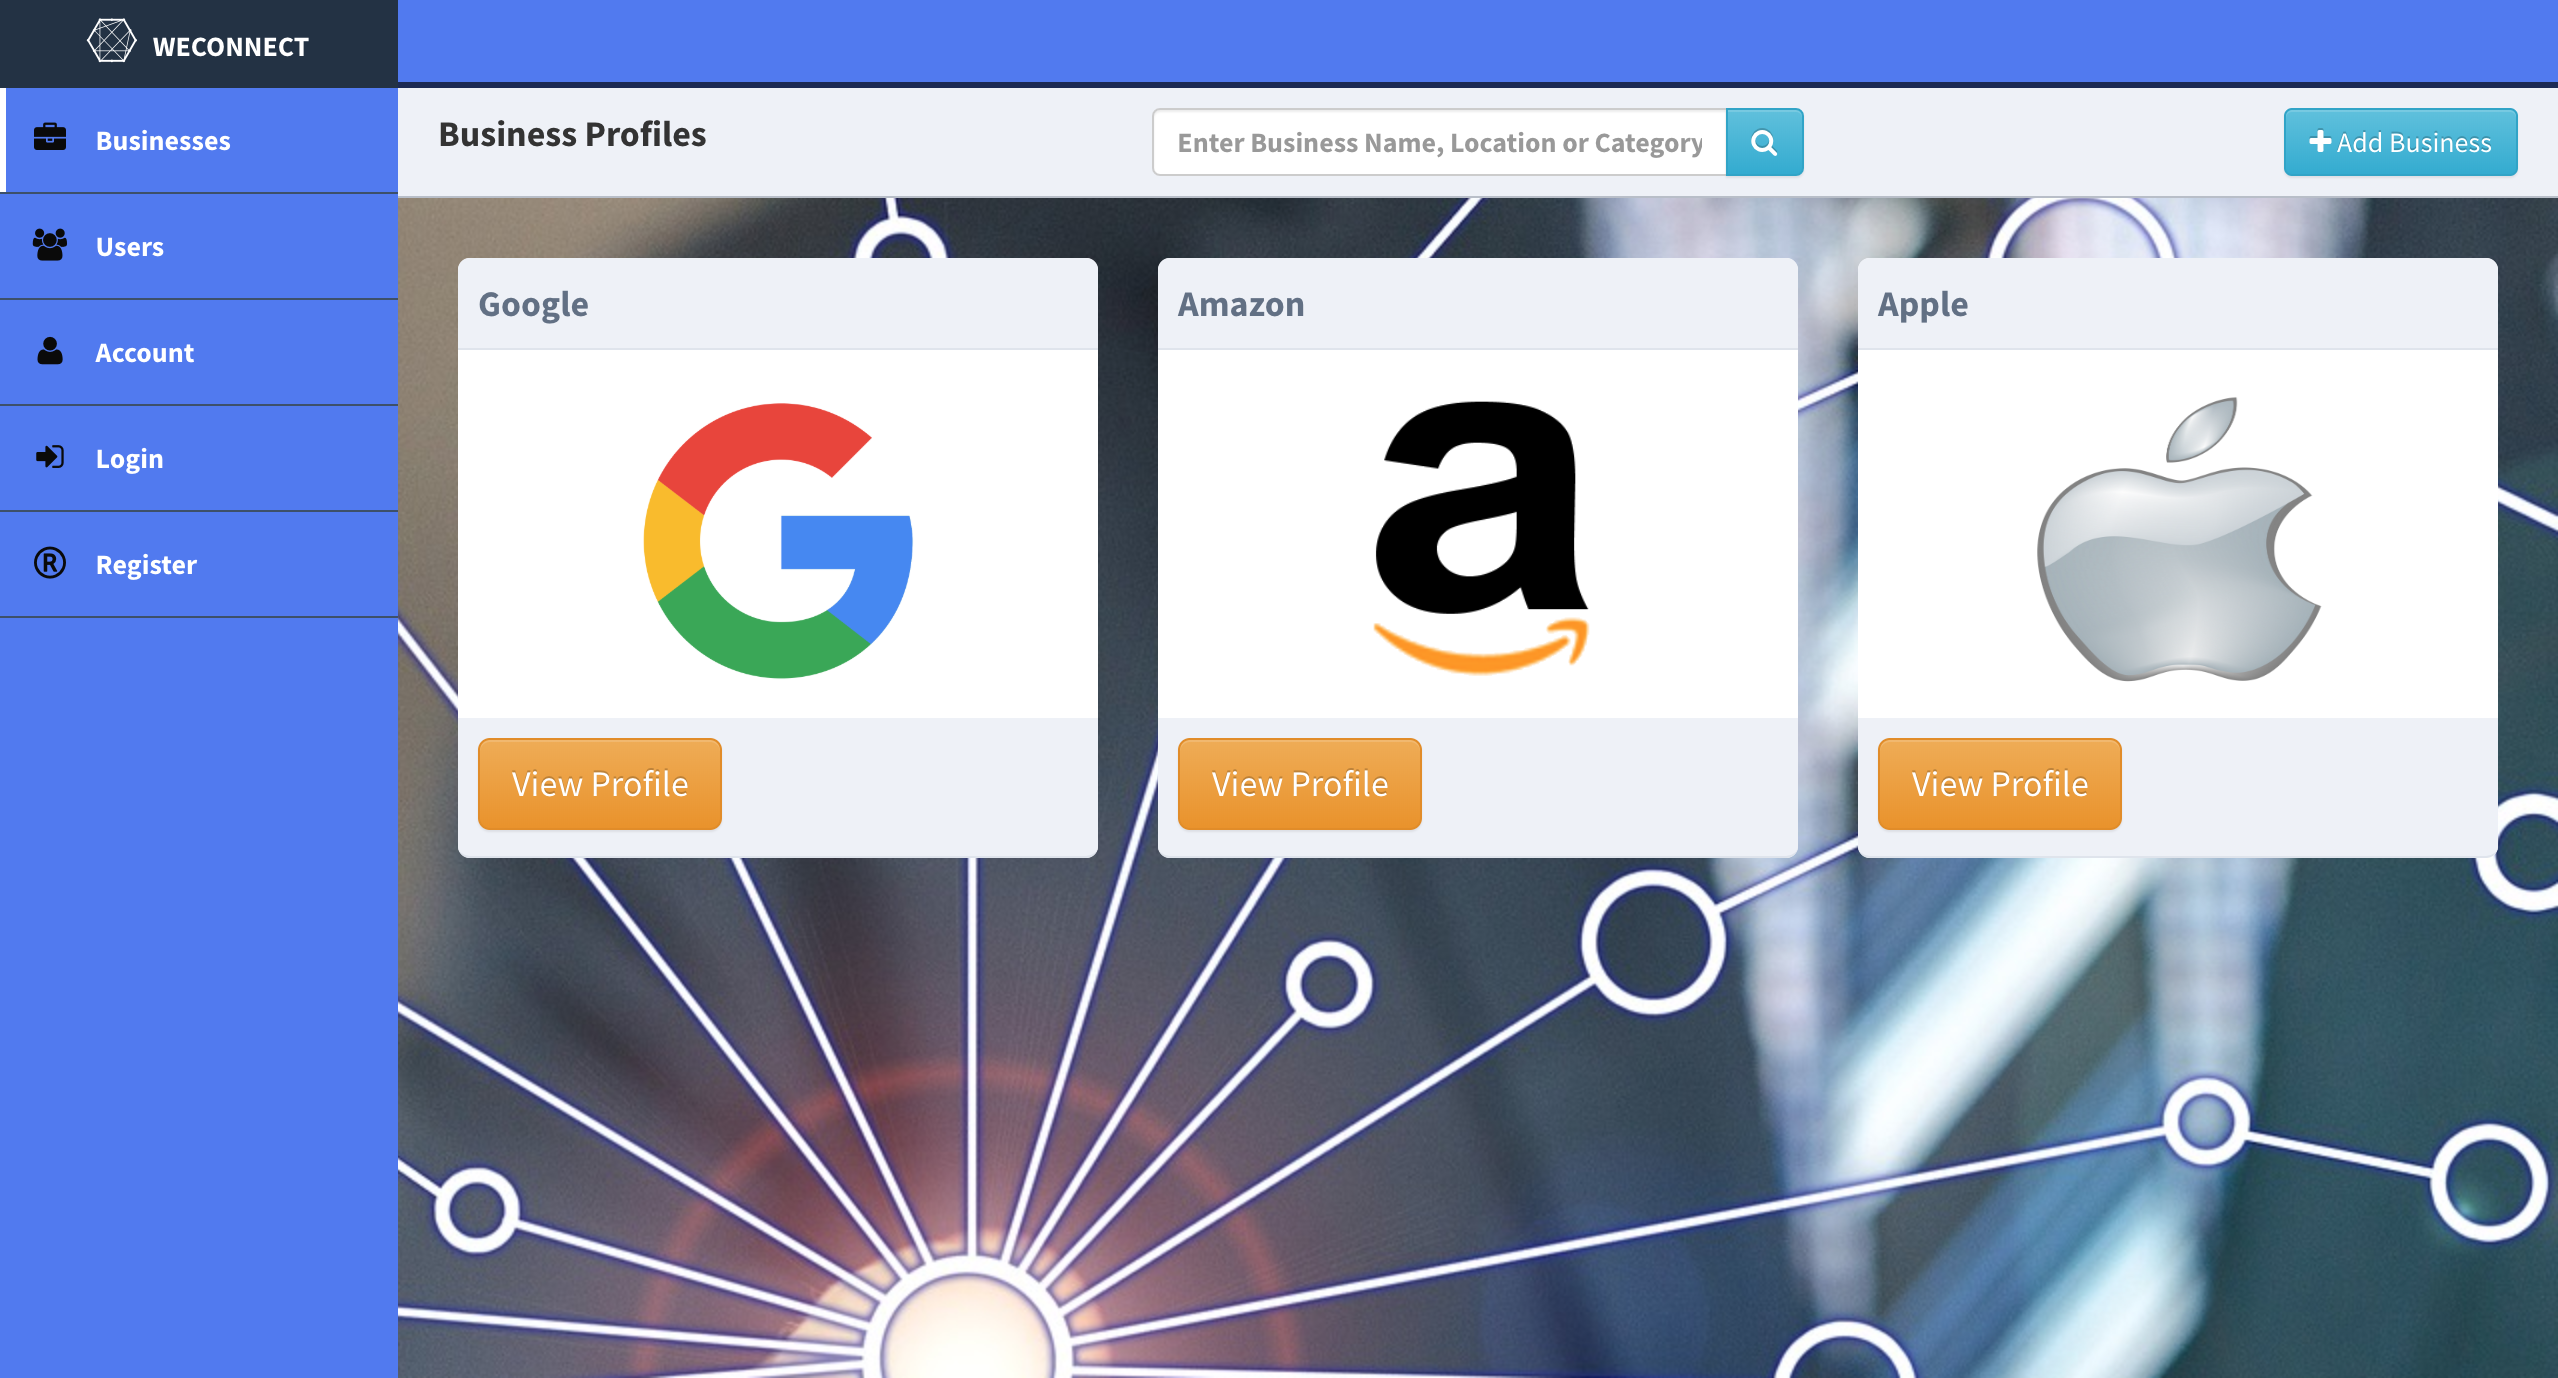 WECONNECT
Businesses
Users
Account
Login
® Register
Business Profiles
Enter Business Name, Location or Category
Add Business
Google
Amazon
Apple
a
View Profile
View Profile
View Profile